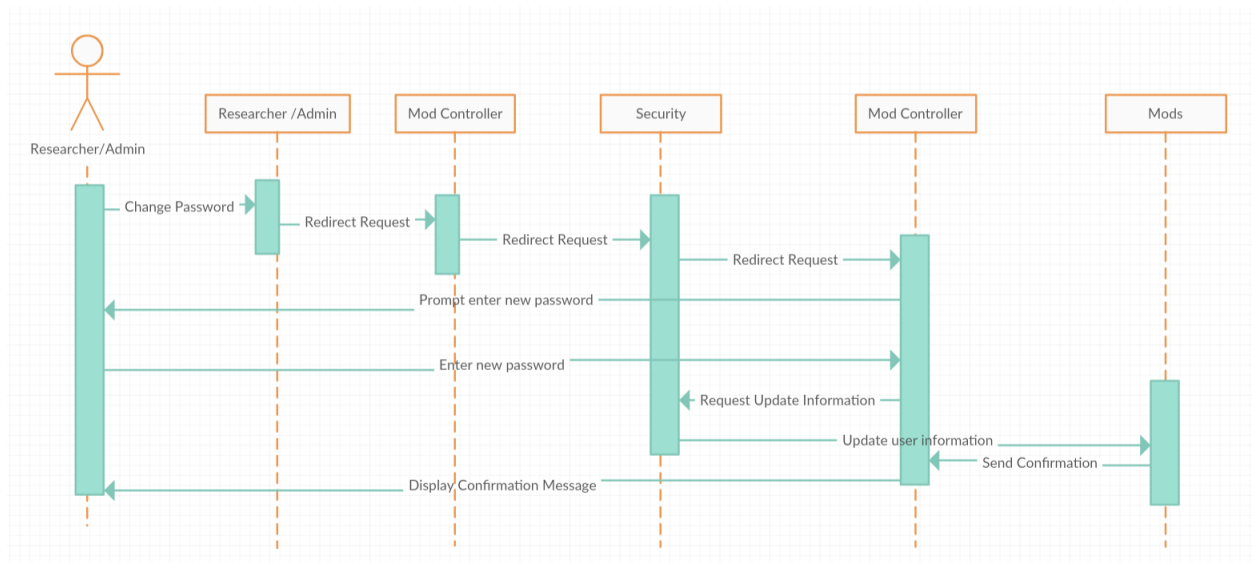 Researcher /Admin
Mod Controller
Security
Mod Controller
Mods
Researcher/Admin
Change Password
Redirect Request
Redirect Request
Redirect Request
Prompt enter new password
Enter new password
Request Update Information
Update user information
Send Confirmation
Display Confirmation Message